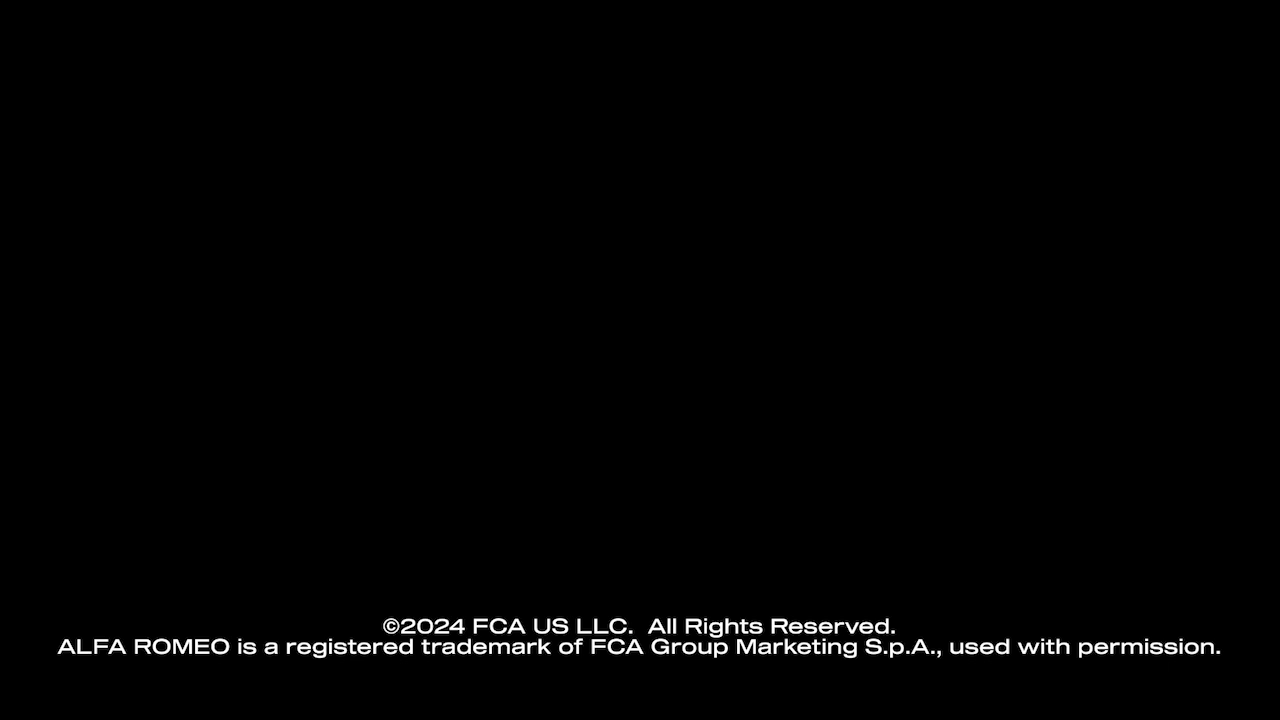 ©2024 FCA US LLC.  All Rights Reserved.
ALFA ROMEO is a registered trademark of FCA Group Marketing S.p.A., used with permission.